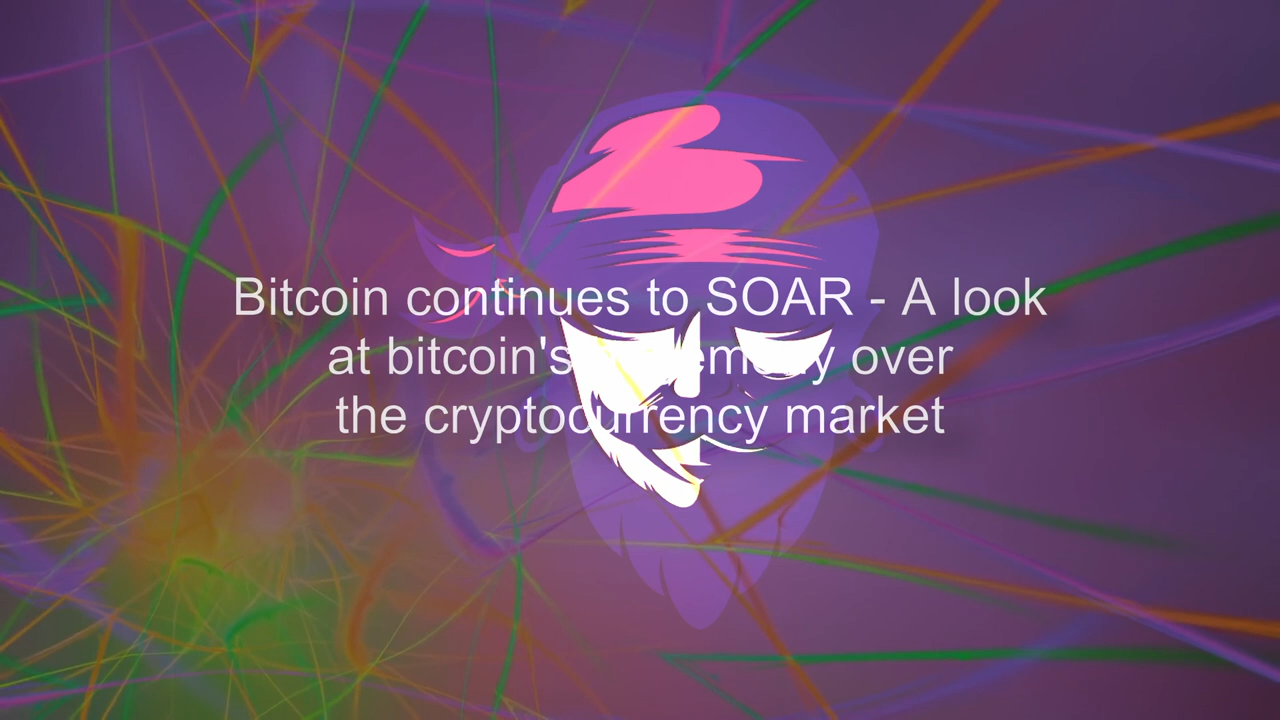 Bitcoin continues to SOAR - A look
at bitcoin's over
the cryptocurrency market